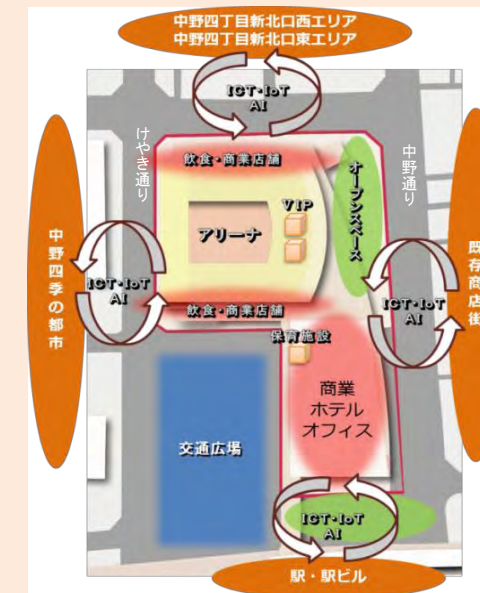 中野四丁目新北口西エリア
中野四丁目新北口東エリア
ICT・IoT
AI
けやき通り
中野通り
飲食・商業店舗
オープンスペース
VIP
アリーナ
中野四季の都市
ICT・IoT
AI
ICT・IoT
AI
既存商店街
飲食・商業店舗
保育施設
商業
ホテル
オフィス
交通広場
ICT・IoT
AI
駅・駅ビル